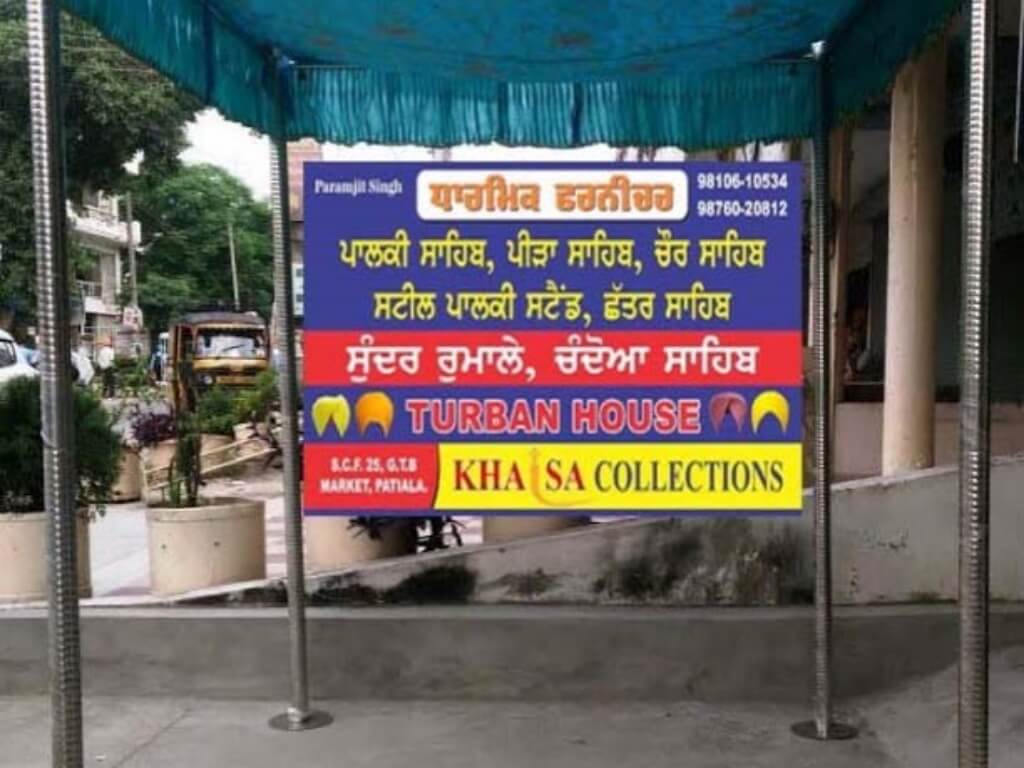 Paramjit Singh
ਧਾਰਮਿਕ ਫਰਨੀਚਰ
98106-10534
98760-20812
ਪਾਲਕੀ ਸਾਹਿਬ, ਪੀੜਾ ਸਾਹਿਬ, ਚੌਰ ਸਾਹਿਬ
ਸਟੀਲ ਪਾਲਕੀ ਸਟੈਂਡ, ਛੱਤਰ ਸਾਹਿਬ
ਸੁੰਦਰ ਰੁਮਾਲੇ, ਚੰਦੋਆ ਸਾਹਿਬ
TURBAN HOUSE
S.C.F. 25, G.T.B
MARKET, PATIALA.
KHALSA COLLECTIONS